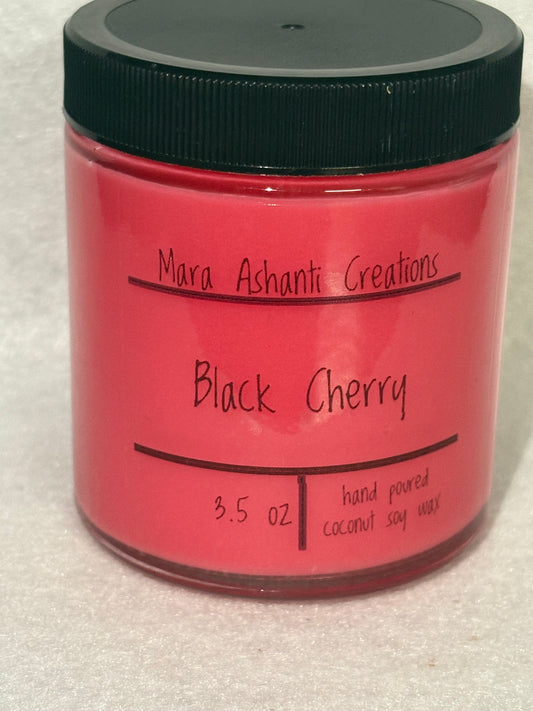 Mara Ashanti Creations
Black Cherry
3.5 oz
hand poured
coconut soy wax